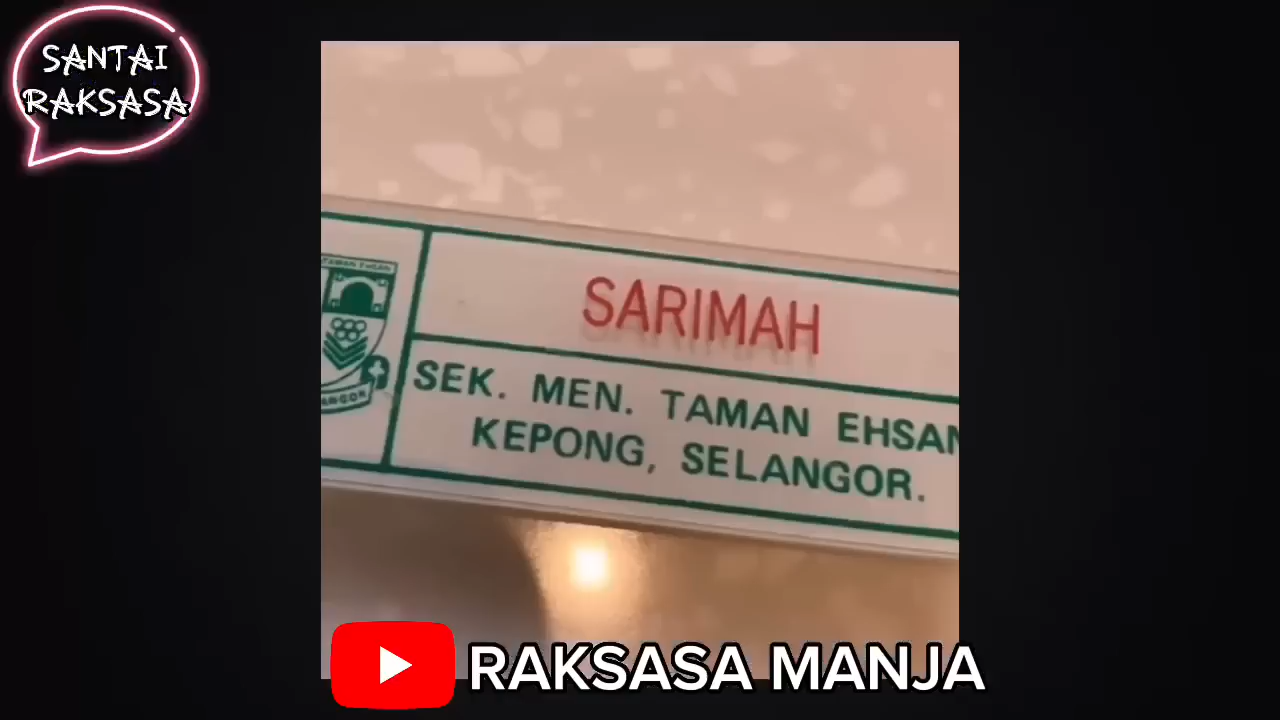 SANTAI
RAKSASA
SARIMAH
SEK. MEN. TAMAN EHSAN
KEPONG, SELANGOR.
RAKSASA MANJA